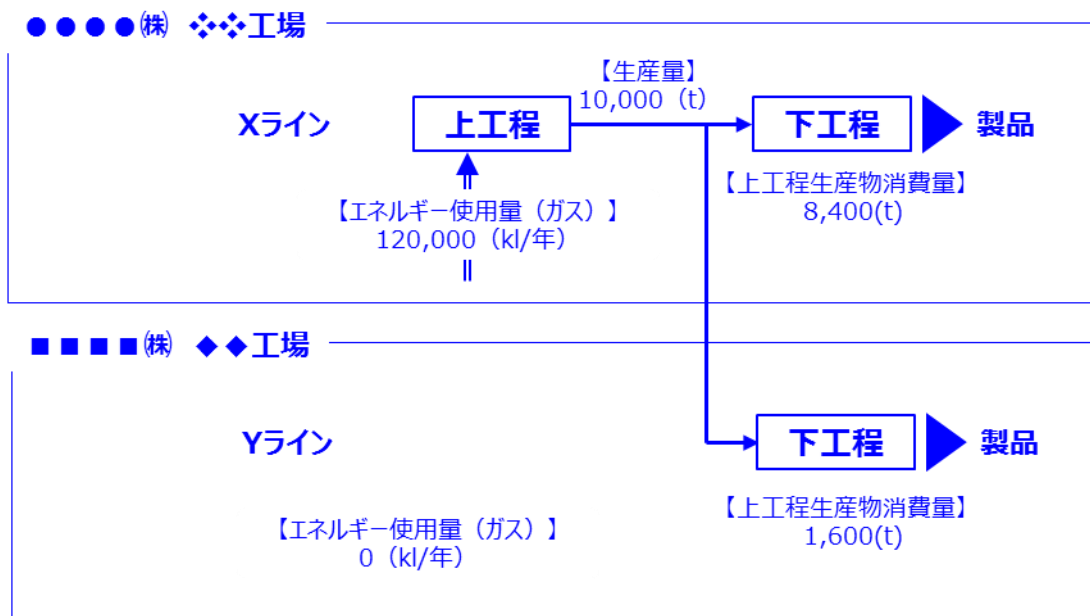 ●●●●㈱ ❖❖工場
【生産量】
10,000（t）
Xライン
上工程
下工程
製品
【エネルギー使用量（ガス）】
120,000（kl/年）
【上工程生産物消費量】
8,400(t)
■■■■㈱ ◆◆工場
Yライン
下工程
製品
【エネルギー使用量（ガス）】
0（kl/年）
【上工程生産物消費量】
1,600(t)